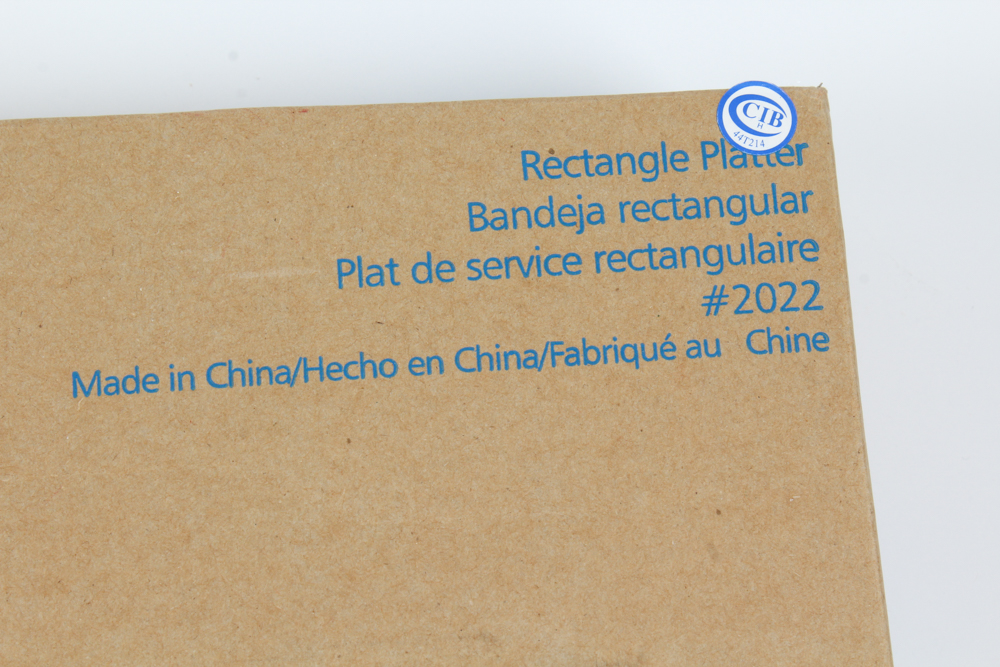 CIB
H
44T214
Rectangle Platter
Bandeja rectangular
Plat de service rectangulaire
#2022
Made in China/Hecho en China/Fabriqué au Chine